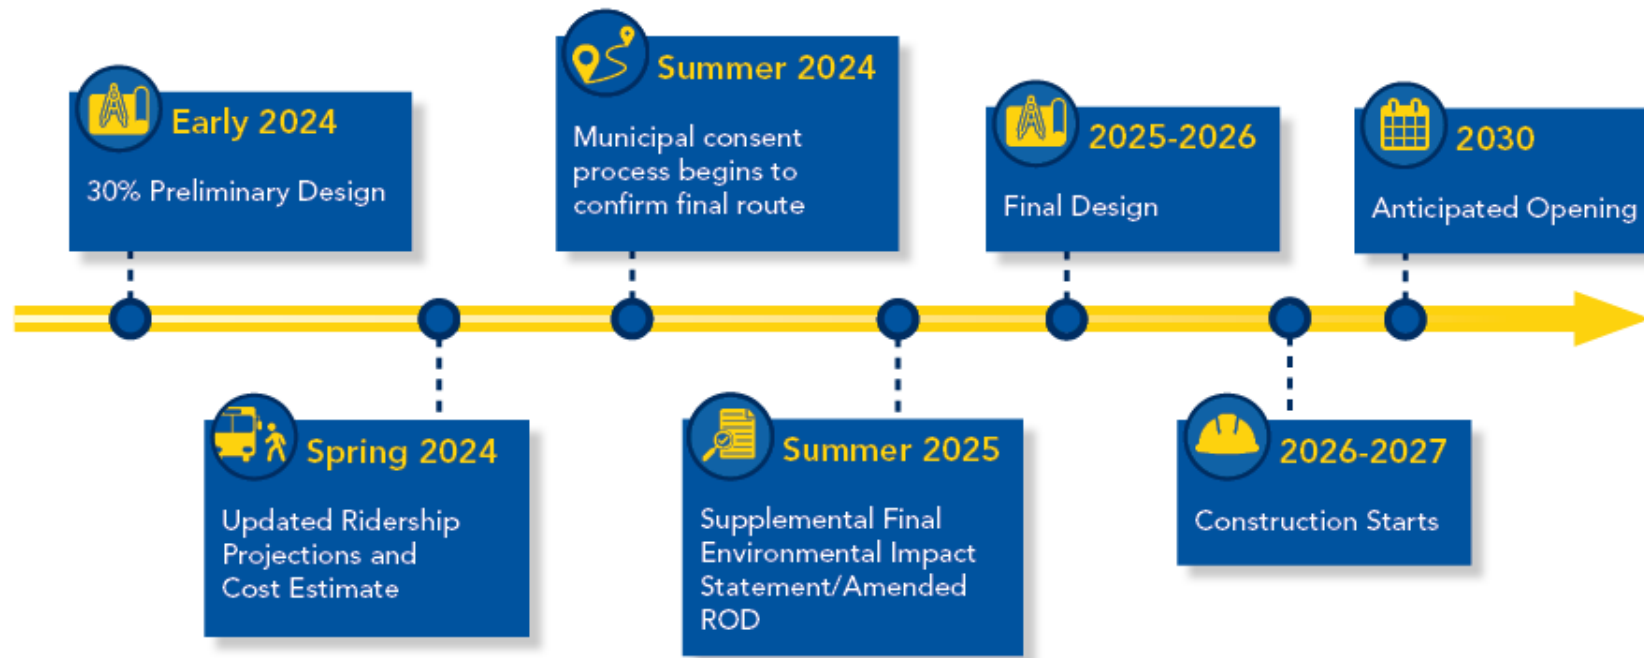 Early 2024
30% Preliminary Design
Spring 2024
Updated Ridership
Projections and
Cost Estimate
Summer 2024
Municipal consent
process begins to
confirm final route
Summer 2025
Supplemental Final
Environmental Impact
Statement/Amended
ROD
2025-2026
Final Design
2026-2027
Construction Starts
2030
Anticipated Opening